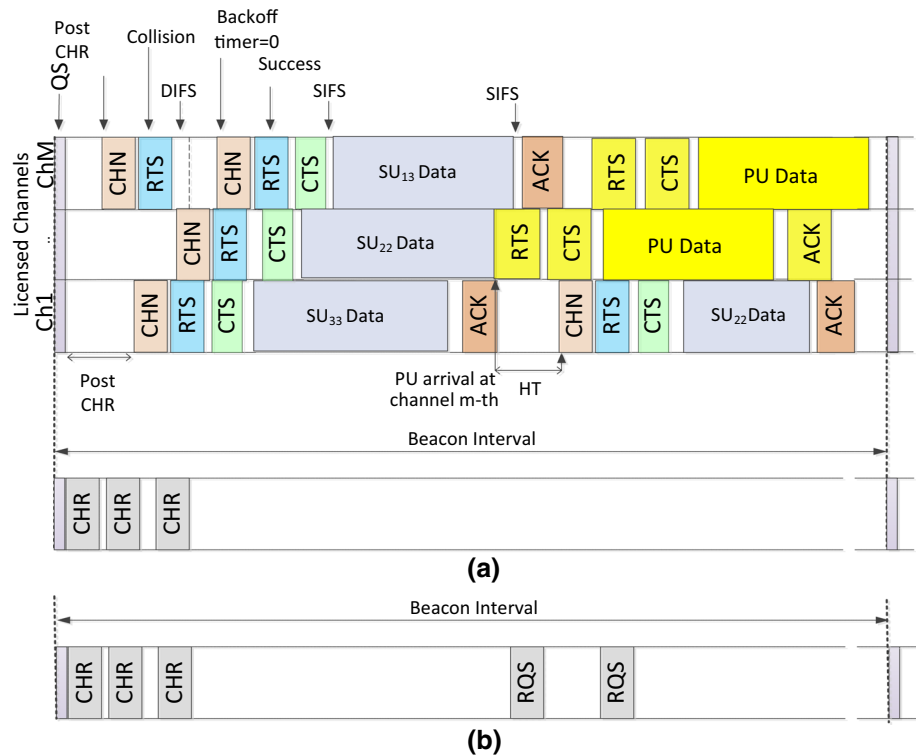 Post
CHR
Collision
Backoff
timer=0
QS
DIFS
Success
SIFS
SIFS
Licensed Channels
ChM
CHN
RTS
CHN
RTS
CTS
SU13 Data
ACK
RTS
CTS
PU Data
..
CHN
RTS
CTS
SU22 Data
RTS
CTS
PU Data
ACK
Ch1
CHN
RTS
CTS
SU33 Data
ACK
CHN
RTS
CTS
SU22 Data
ACK
Post
CHR
PU arrival at
channel m-th
HT
Beacon Interval
CHR
CHR
CHR
(a)
Beacon Interval
CHR
CHR
CHR
RQS
RQS
(b)